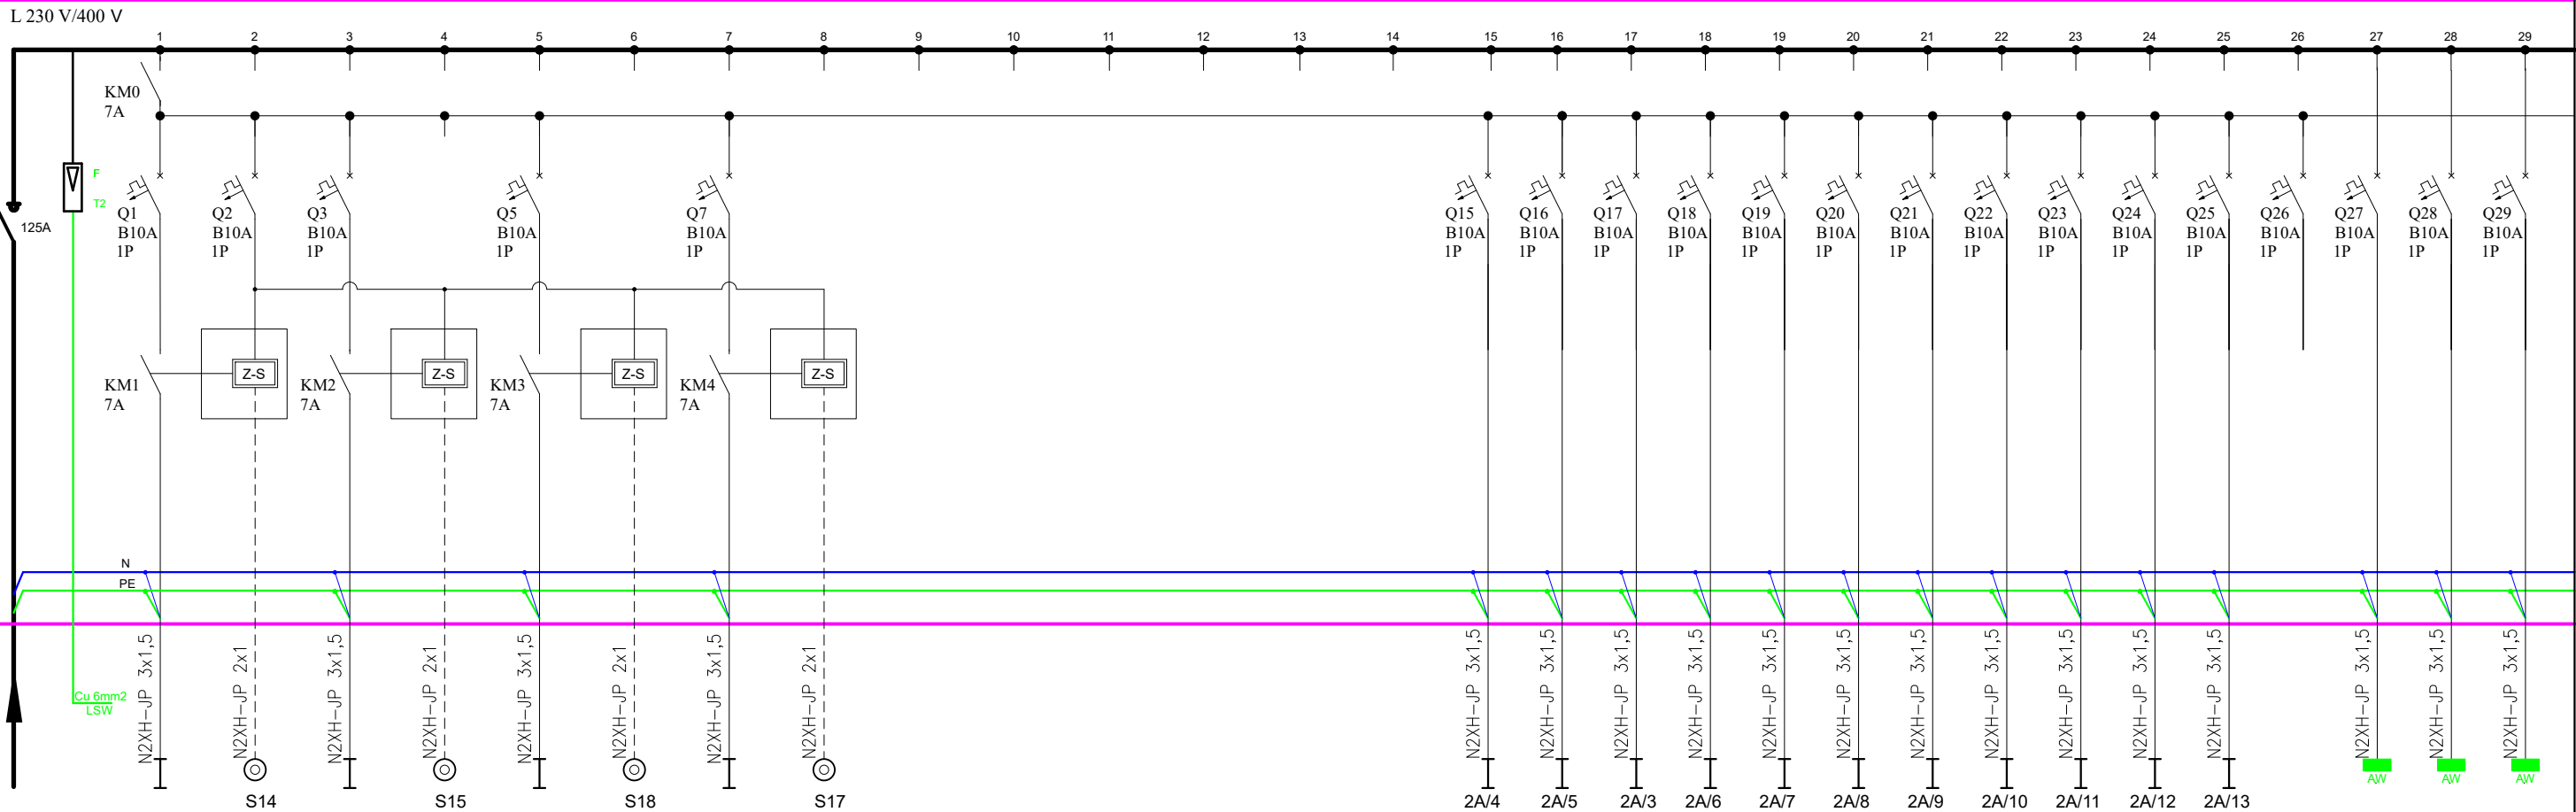 L 230 V/400 V
1 2 3 4 5 6 7 8 9 10 11 12 13 14 15 16 17 18 19 20 21 22 23 24 25 26 27 28 29
KM0
7A
F
T2
125A
Q1 Q2 Q3 Q5 Q7 Q15 Q16 Q17 Q18 Q19 Q20 Q21 Q22 Q23 Q24 Q25 Q26 Q27 Q28 Q29
B10A B10A B10A B10A B10A B10A B10A B10A B10A B10A B10A B10A B10A B10A B10A B10A B10A B10A B10A B10A
1P 1P 1P 1P 1P 1P 1P 1P 1P 1P 1P 1P 1P 1P 1P 1P 1P 1P 1P 1P
Z-S Z-S Z-S Z-S
KM1 KM2 KM3 KM4
7A 7A 7A 7A
N
PE
Cu 6mm2
LSW
N2XH-JP 3x1,5
N2XH-JP 2x1
N2XH-JP 3x1,5
N2XH-JP 2x1
N2XH-JP 3x1,5
N2XH-JP 2x1
N2XH-JP 3x1,5
N2XH-JP 2x1
N2XH-JP 3x1,5
N2XH-JP 3x1,5
N2XH-JP 3x1,5
N2XH-JP 3x1,5
N2XH-JP 3x1,5
N2XH-JP 3x1,5
N2XH-JP 3x1,5
N2XH-JP 3x1,5
N2XH-JP 3x1,5
N2XH-JP 3x1,5
N2XH-JP 3x1,5
N2XH-JP 3x1,5
N2XH-JP 3x1,5
N2XH-JP 3x1,5
AW AW AW
S14 S15 S18 S17 2A/4 2A/5 2A/3 2A/6 2A/7 2A/8 2A/9 2A/10 2A/11 2A/12 2A/13